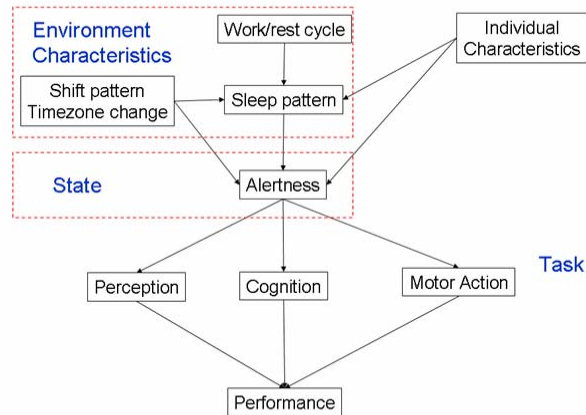 Environment
Characteristics
Work/rest cycle
Individual
Characteristics
Shift pattern
Timezone change
Sleep pattern
State
Alertness
Task
Perception
Cognition
Motor Action
Performance